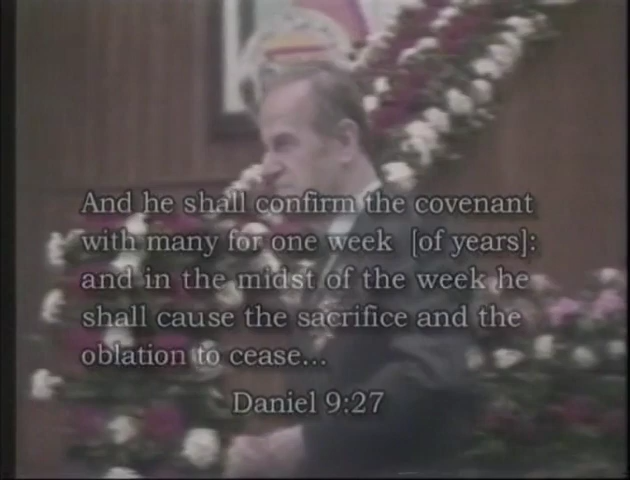 And he shall confirm the covenant
with many for one week [of years]:
and in the midst of the week he
shall cause the sacrifice and the
oblation to cease...
Daniel 9:27